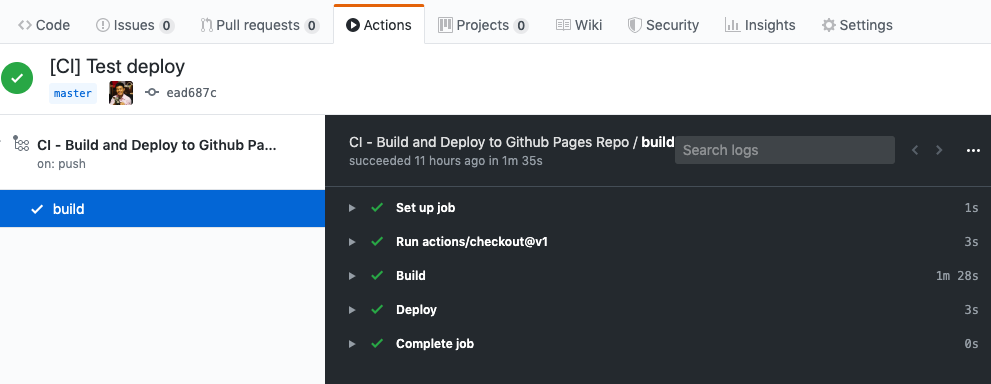 Code Issues 0 Pull requests 0 Actions Projects 0 Wiki Security Insights Settings
[CI] Test deploy
master ead687c
CI - Build and Deploy to Github Pa...
on: push
build
CI - Build and Deploy to Github Pages Repo / build
succeeded 11 hours ago in 1m 35s
Search logs
Set up job 1s
Run actions/checkout@v1 3s
Build 1m 28s
Deploy 3s
Complete job 0s